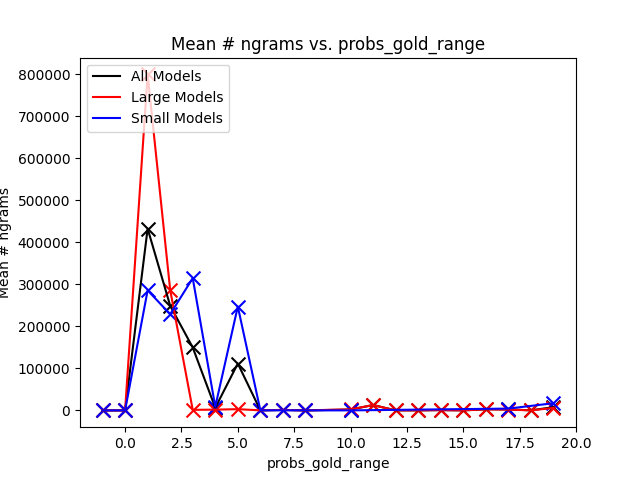 Mean # ngrams vs. probs_gold_range
All Models
Large Models
Small Models
800000
700000
600000
500000
400000
300000
200000
100000
0
Mean # ngrams
0.0 2.5 5.0 7.5 10.0 12.5 15.0 17.5 20.0
probs_gold_range